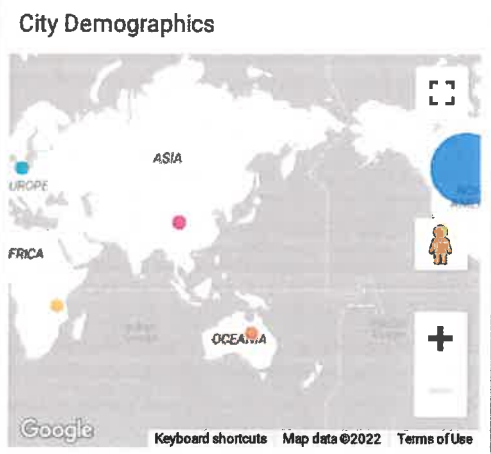 City Demographics
ASIA
UROPE
FRICA
OCEANIA
Google
Keyboard shortcuts Map data ©2022 Terms of Use